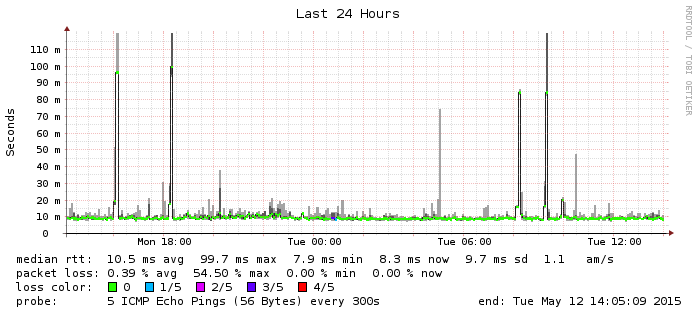 Last 24 Hours
RRDTOOL / TOBI OETIKER
Seconds
110 m
100 m
90 m
80 m
70 m
60 m
50 m
40 m
30 m
20 m
10 m
0
Mon 18:00 Tue 00:00 Tue 06:00 Tue 12:00
median rtt: 10.5 ms avg 99.7 ms max 7.9 ms min 8.3 ms now 9.7 ms sd 1.1 am/s
packet loss: 0.39 % avg 54.50 % max 0.00 % min 0.00 % now
loss color: 0 1/5 2/5 3/5 4/5
probe: 5 ICMP Echo Pings (56 Bytes) every 300s end: Tue May 12 14:05:09 2015